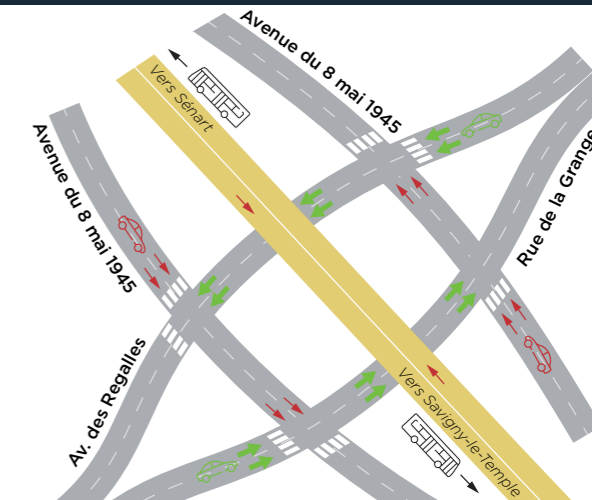 Avenue du 8 mai 1945
Vers Sénart
Avenue du 8 mai 1945
Rue de la Grange
Av. des Regalles
Vers Savigny-le-Temple